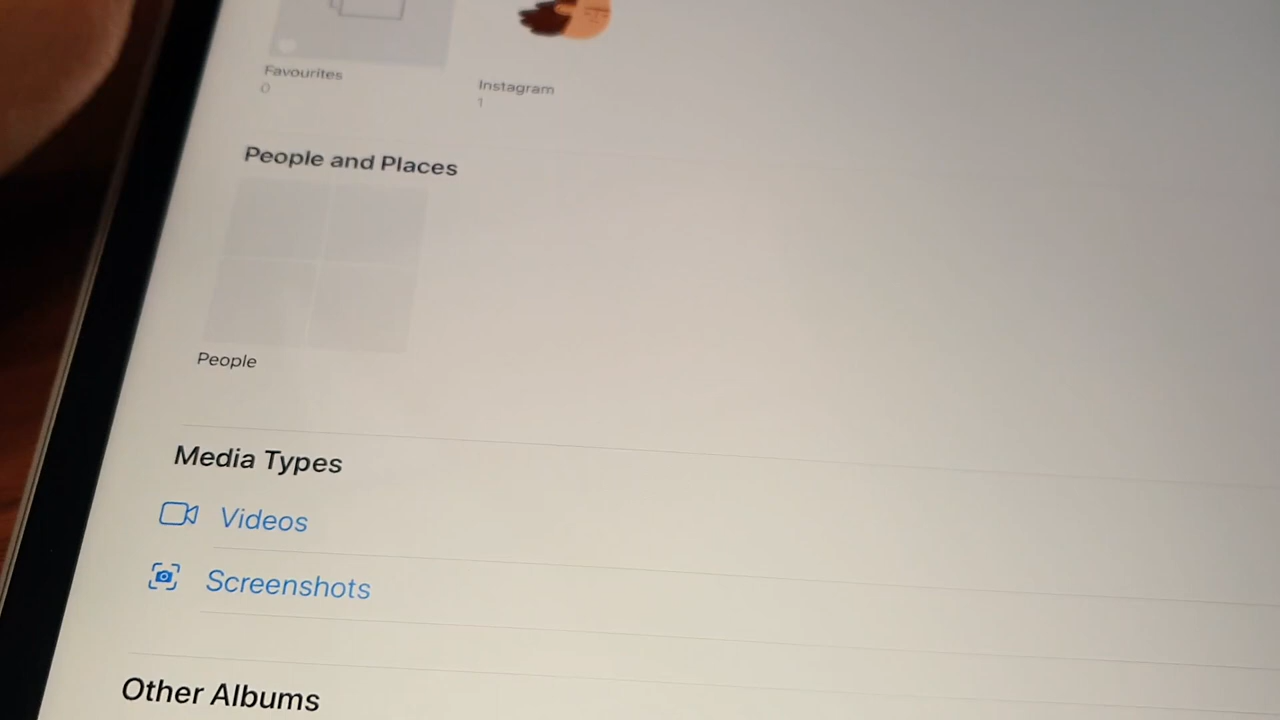 Favourites
0
Instagram
1
People and Places
People
Media Types
Videos
Screenshots
Other Albums